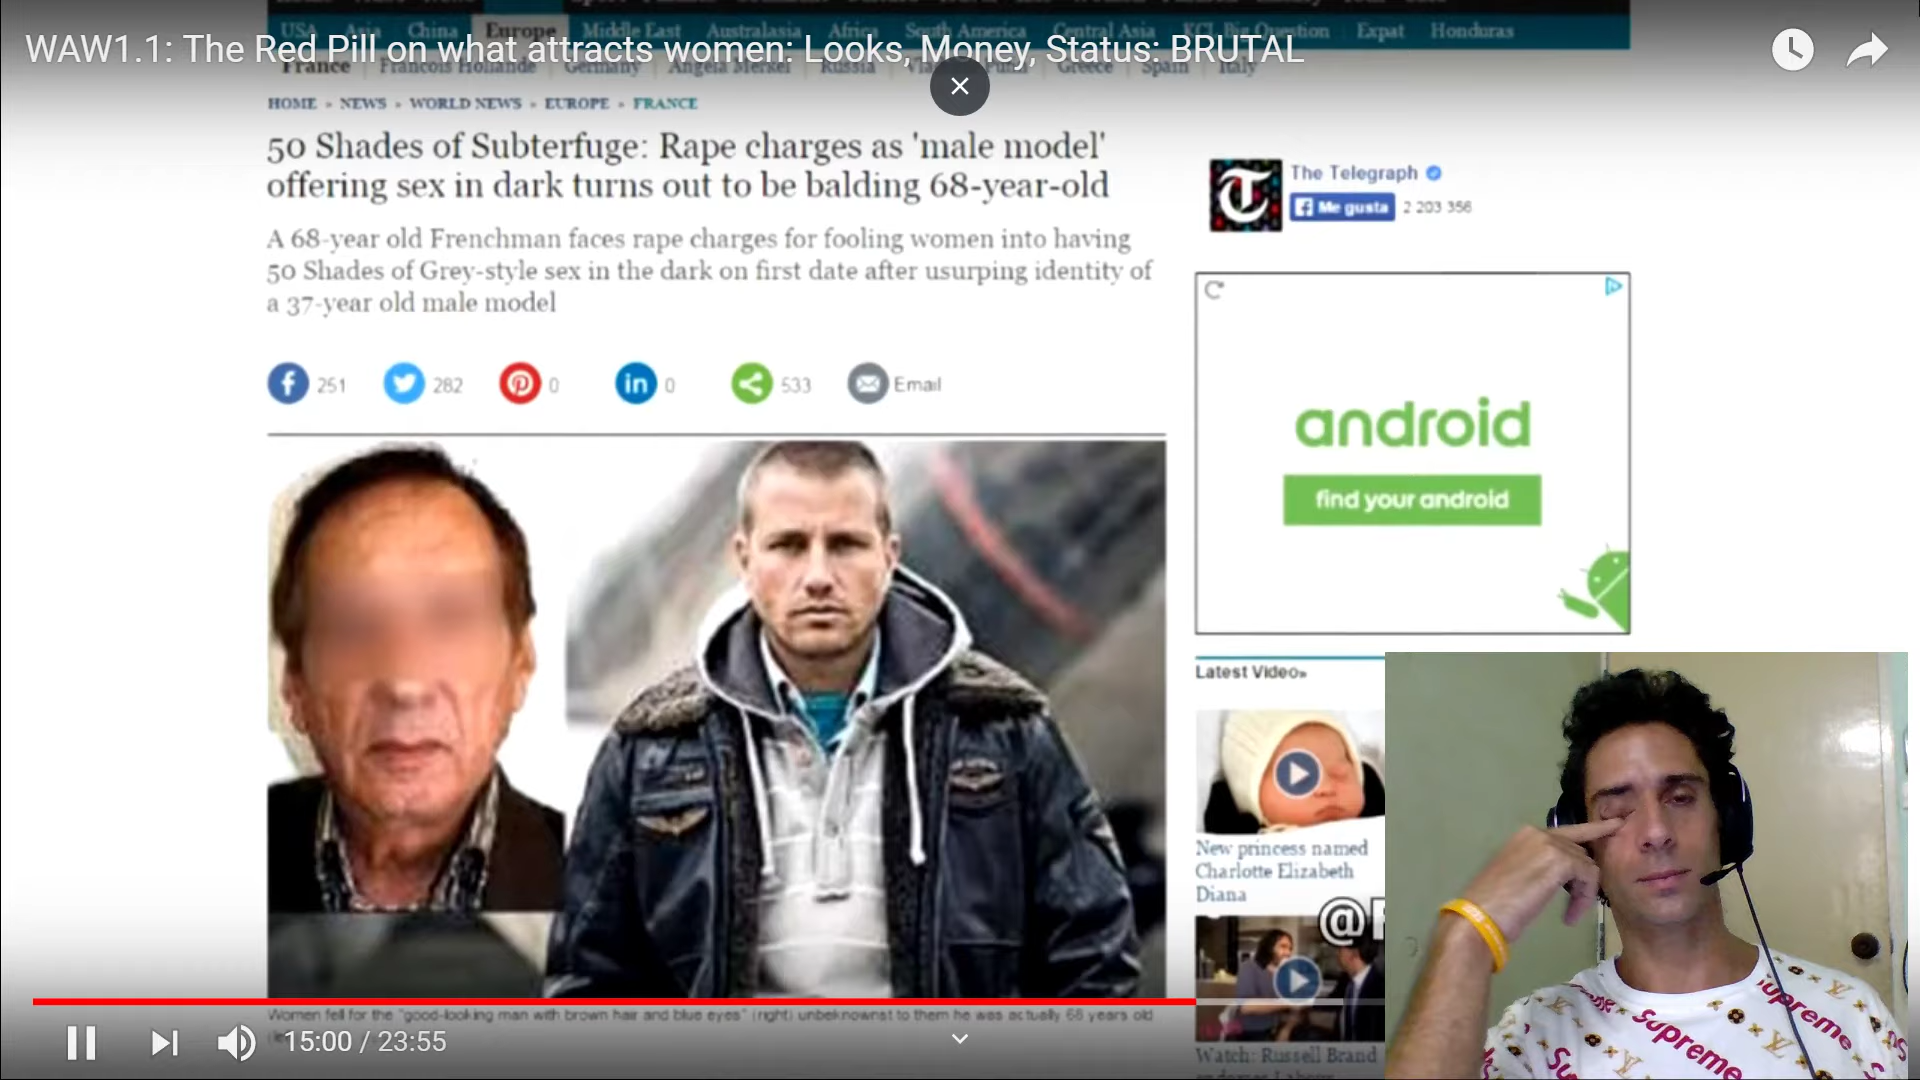 USA Asia China Europe Middle East Australasia Africa South America Central Asia KCL Big Question Expat Honduras
WAW1.1: The Red Pill on what attracts women: Looks, Money, Status: BRUTAL
France Francois Hollande Germany Angela Merkel Russia Greece Spain Italy
HOME » NEWS » WORLD NEWS » EUROPE » FRANCE
50 Shades of Subterfuge: Rape charges as 'male model'
offering sex in dark turns out to be balding 68-year-old
A 68-year old Frenchman faces rape charges for fooling women into having
50 Shades of Grey-style sex in the dark on first date after usurping identity of
a 37-year old male model
The Telegraph
Me gusta 2 203 356
251 282 0 0 533 Email
android
find your android
Latest Video»
New princess named
Charlotte Elizabeth
Diana
@F
Watch: Russell Brand
endorses Labour
Women fell for the "good-looking man with brown hair and blue eyes" (right) unbeknownst to them he was actually 68 years old
15:00 / 23:55
Supreme
Supreme